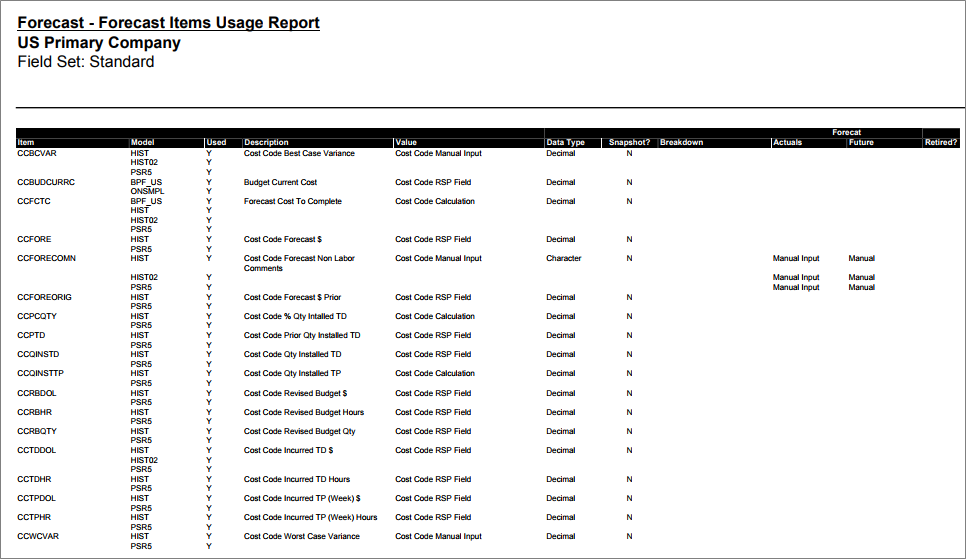 Forecast - Forecast Items Usage Report
US Primary Company
Field Set: Standard
Forecat
Item Model Used Description Value Data Type Snapshot? Breakdown Actuals Future Retired?
CCBCVAR HIST Y Cost Code Best Case Variance Cost Code Manual Input Decimal N
HIST02 Y
PSR5 Y
CCBUDCURRC BPF_US Y Budget Current Cost Cost Code RSP Field Decimal N
ONSMPL Y
CCFCTC BPF_US Y Forecast Cost To Complete Cost Code Calculation Decimal N
HIST Y
HIST02 Y
PSR5 Y
CCFORE HIST Y Cost Code Forecast $ Cost Code RSP Field Decimal N
PSR5 Y
CCFORECOMN HIST Y Cost Code Forecast Non Labor Cost Code Manual Input Character N Manual Input Manual
Comments
HIST02 Y Manual Input Manual
PSR5 Y Manual Input Manual
CCFOREORIG HIST Y Cost Code Forecast $ Prior Cost Code RSP Field Decimal N
PSR5 Y
CCPCQTY HIST Y Cost Code % Qty Intalled TD Cost Code Calculation Decimal N
PSR5 Y
CCPTD HIST Y Cost Code Prior Qty Installed TD Cost Code RSP Field Decimal N
PSR5 Y
CCQINSTD HIST Y Cost Code Qty Installed TD Cost Code RSP Field Decimal N
PSR5 Y
CCQINSTTP HIST Y Cost Code Qty Installed TP Cost Code Calculation Decimal N
PSR5 Y
CCRBDOL HIST Y Cost Code Revised Budget $ Cost Code RSP Field Decimal N
PSR5 Y
CCRBHR HIST Y Cost Code Revised Budget Hours Cost Code RSP Field Decimal N
PSR5 Y
CCRBQTY HIST Y Cost Code Revised Budget Qty Cost Code RSP Field Decimal N
PSR5 Y
CCTDDOL HIST Y Cost Code Incurred TD $ Cost Code RSP Field Decimal N
HIST02 Y
PSR5 Y
CCTDHR HIST Y Cost Code Incurred TD Hours Cost Code RSP Field Decimal N
PSR5 Y
CCTPDOL HIST Y Cost Code Incurred TP (Week) $ Cost Code RSP Field Decimal N
PSR5 Y
CCTPHR HIST Y Cost Code Incurred TP (Week) Hours Cost Code RSP Field Decimal N
PSR5 Y
CCWCVAR HIST Y Cost Code Worst Case Variance Cost Code Manual Input Decimal N
PSR5 Y